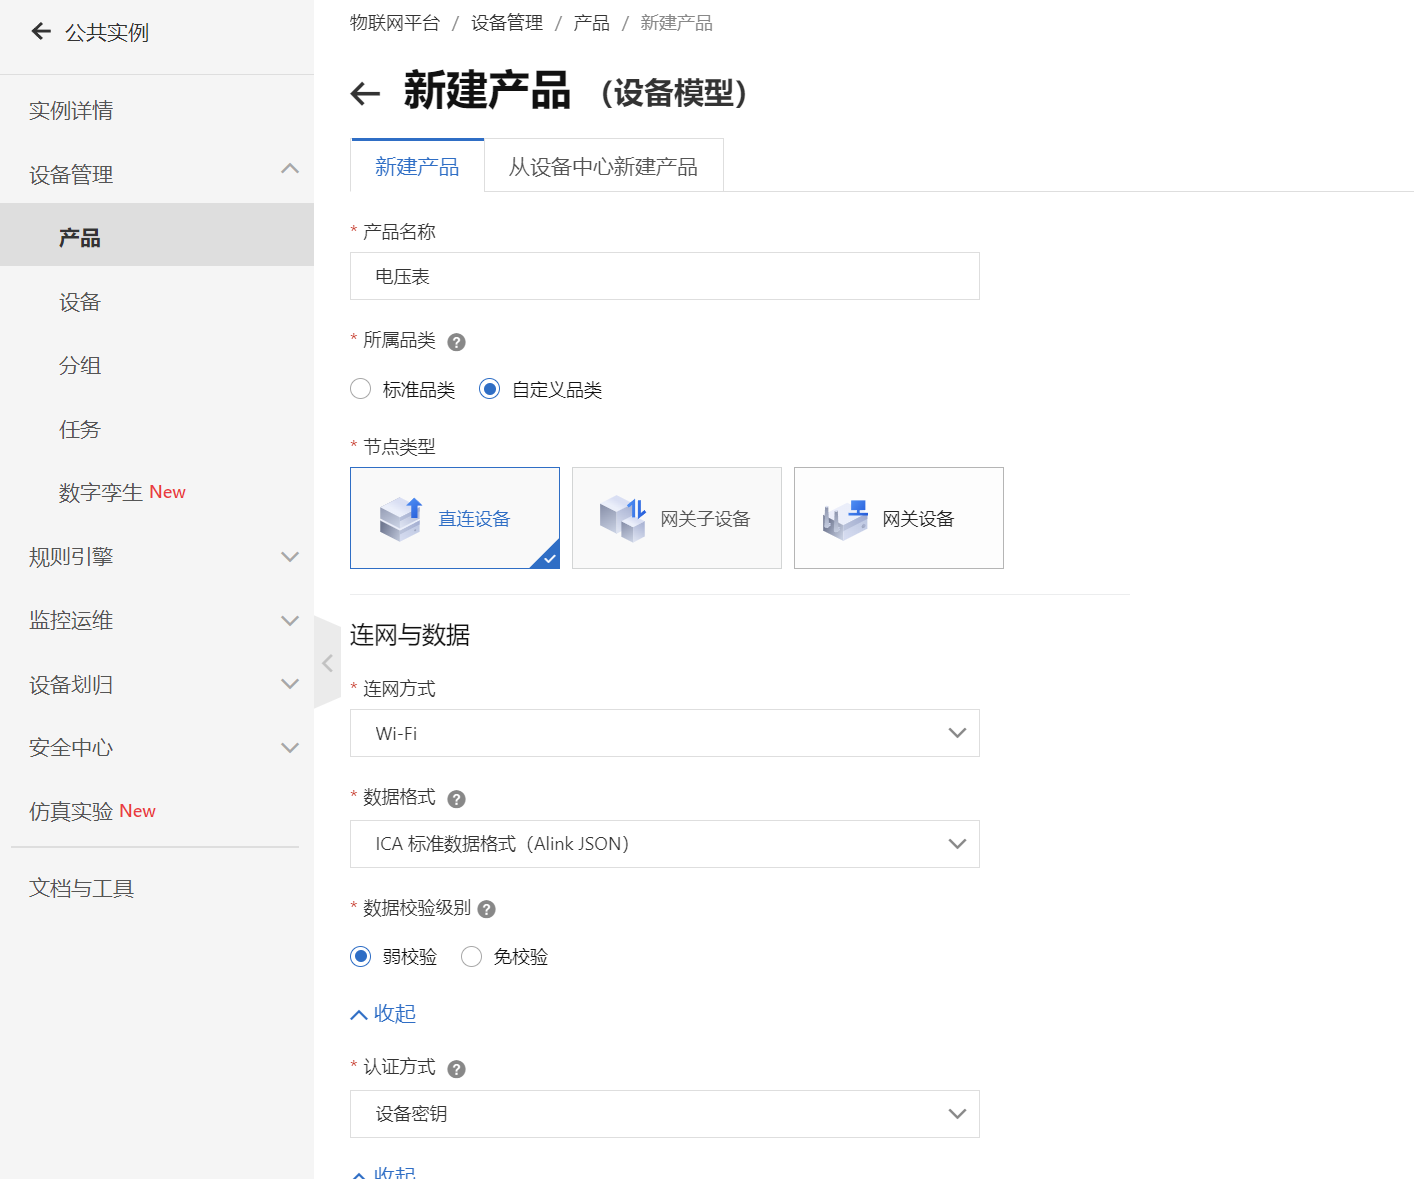 公共实例
实例详情
设备管理
产品
设备
分组
任务
数字孪生 New
规则引擎
监控运维
设备划归
安全中心
仿真实验 New
文档与工具
物联网平台 / 设备管理 / 产品 / 新建产品
新建产品 （设备模型）
新建产品 从设备中心新建产品
* 产品名称
电压表
* 所属品类 ?
标准品类 自定义品类
* 节点类型
直连设备 网关子设备 网关设备
连网与数据
* 连网方式
Wi-Fi
* 数据格式 ?
ICA 标准数据格式（Alink JSON）
* 数据校验级别 ?
弱校验 免校验
收起
* 认证方式 ?
设备密钥
收起